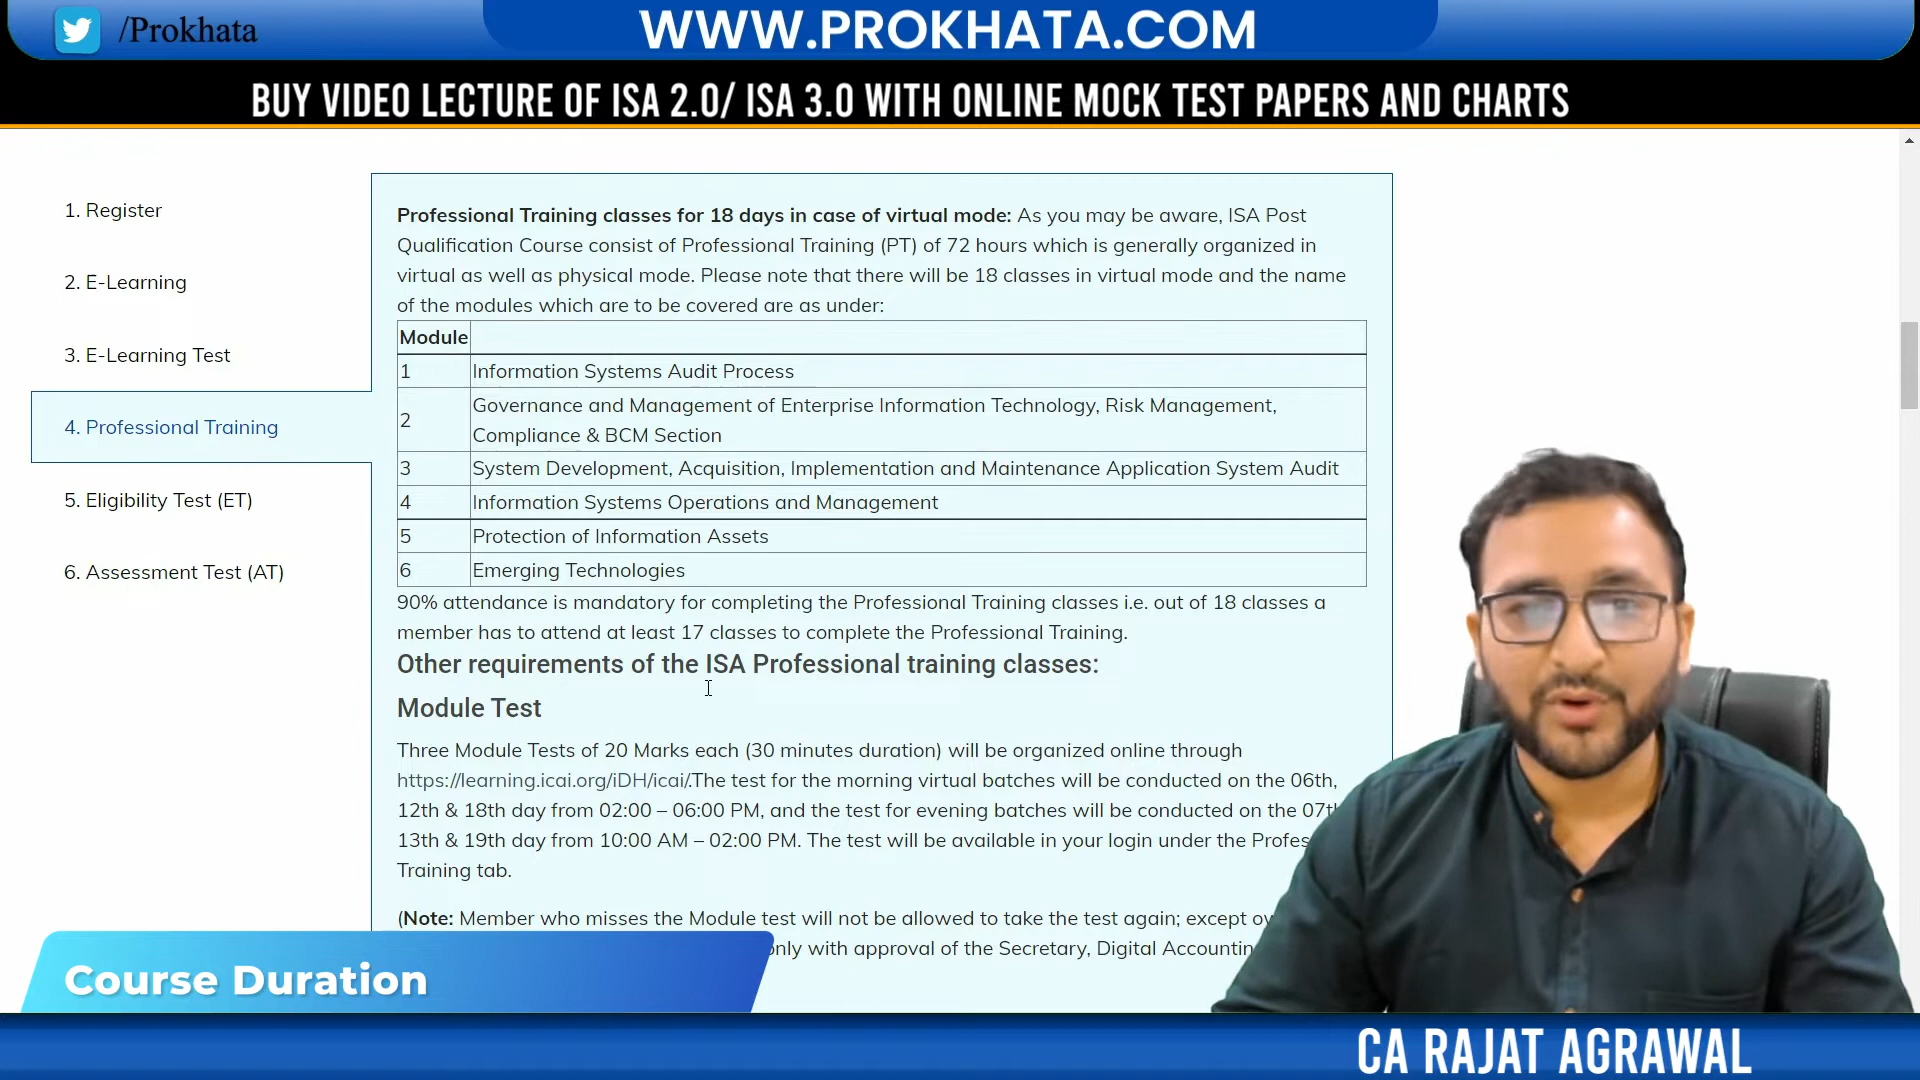 /Prokhata
WWW.PROKHATA.COM
BUY VIDEO LECTURE OF ISA 2.0/ ISA 3.0 WITH ONLINE MOCK TEST PAPERS AND CHARTS
1. Register
2. E-Learning
3. E-Learning Test
4. Professional Training
5. Eligibility Test (ET)
6. Assessment Test (AT)
Professional Training classes for 18 days in case of virtual mode: As you may be aware, ISA Post
Qualification Course consist of Professional Training (PT) of 72 hours which is generally organized in
virtual as well as physical mode. Please note that there will be 18 classes in virtual mode and the name
of the modules which are to be covered are as under:
Module
1 Information Systems Audit Process
2 Governance and Management of Enterprise Information Technology, Risk Management,
Compliance & BCM Section
3 System Development, Acquisition, Implementation and Maintenance Application System Audit
4 Information Systems Operations and Management
5 Protection of Information Assets
6 Emerging Technologies
90% attendance is mandatory for completing the Professional Training classes i.e. out of 18 classes a
member has to attend at least 17 classes to complete the Professional Training.
Other requirements of the ISA Professional training classes:
Module Test
Three Module Tests of 20 Marks each (30 minutes duration) will be organized online through
https://learning.icai.org/iDH/icai/.The test for the morning virtual batches will be conducted on the 06th,
12th & 18th day from 02:00 – 06:00 PM, and the test for evening batches will be conducted on the
13th & 19th day from 10:00 AM – 02:00 PM. The test will be available in your login under the
Training tab.
(Note: Member who misses the Module test will not be allowed to take the test again; except
only with approval of the Secretary, Digital
Course Duration
CA RAJAT AGRAWAL